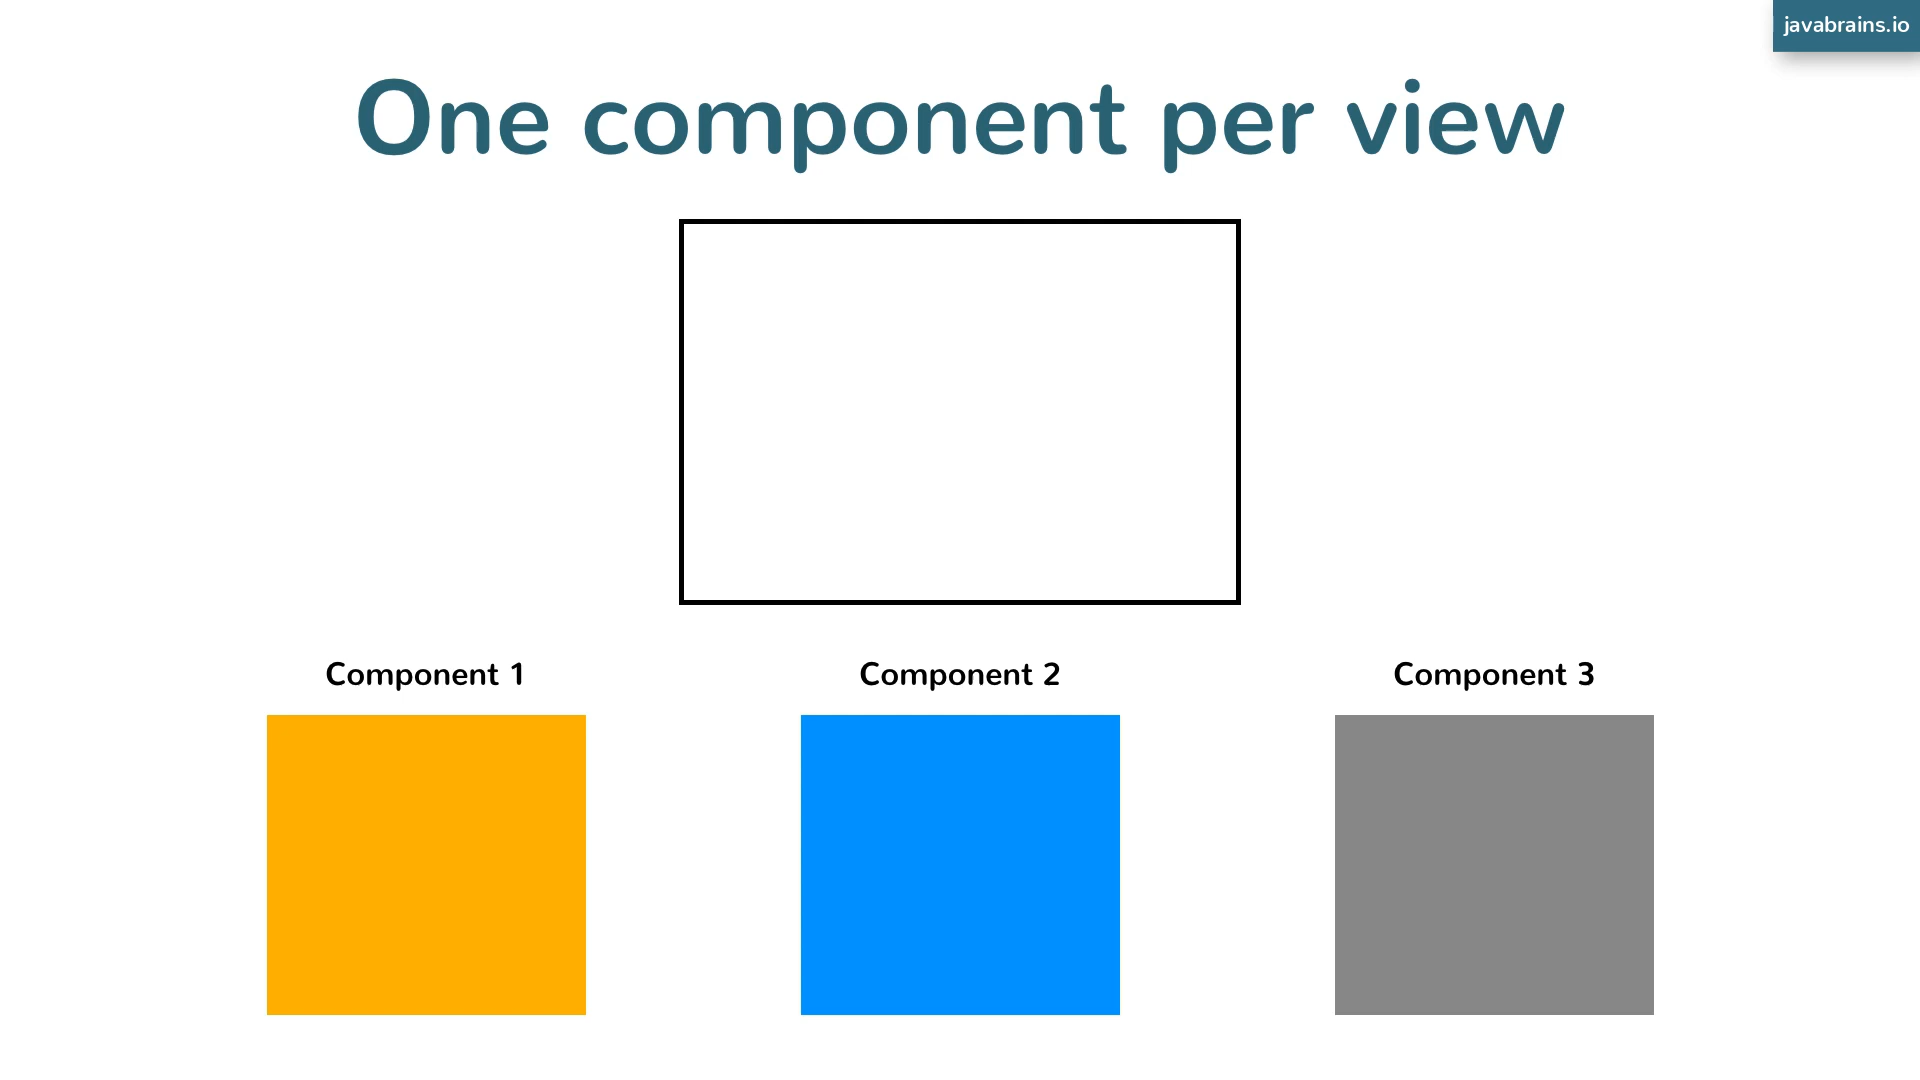 javabrains.io
One component per view
Component 1
Component 2
Component 3